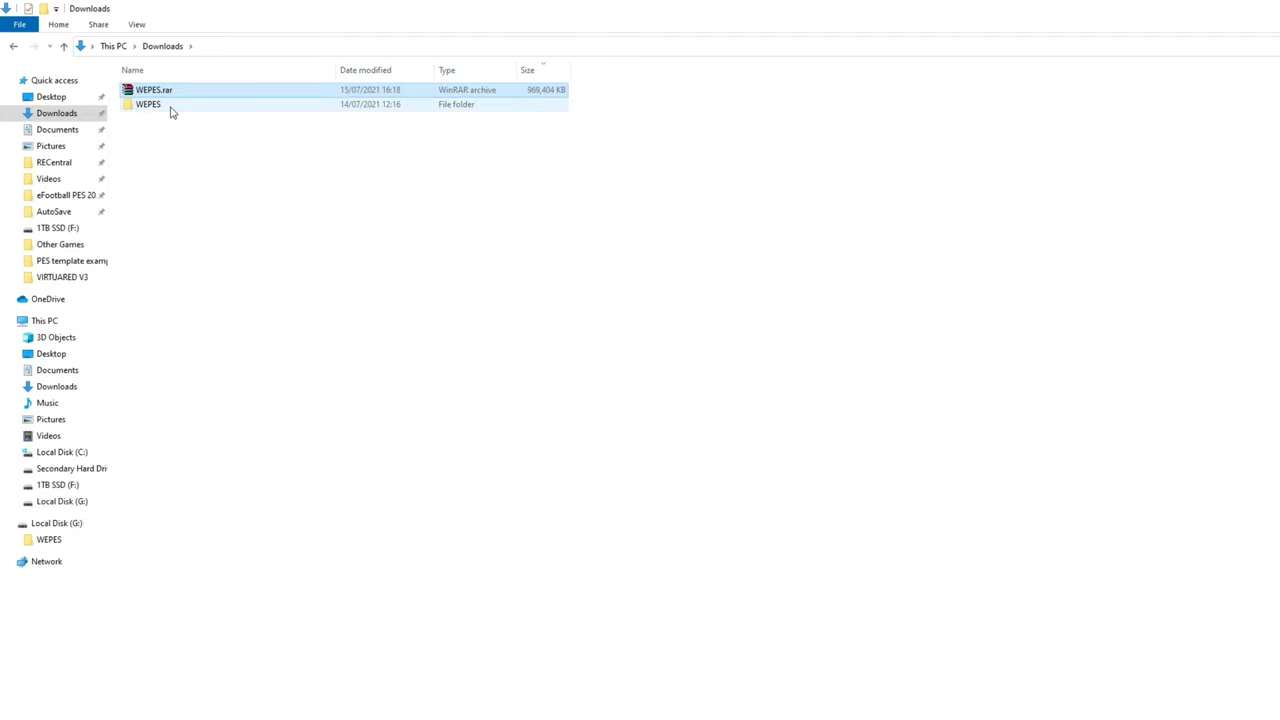 Downloads
File Home Share View
This PC Downloads
Name Date modified Type Size
WEPES.rar 15/07/2021 16:18 WinRAR archive 969,404 KB
WEPES 14/07/2021 12:16 File folder
Quick access
Desktop
Downloads
Documents
Pictures
RECentral
Videos
eFootball PES 20
AutoSave
1TB SSD (F:)
Other Games
PES template examp
VIRTUARED V3
OneDrive
This PC
3D Objects
Desktop
Documents
Downloads
Music
Pictures
Videos
Local Disk (C:)
Secondary Hard Dri
1TB SSD (F:)
Local Disk (G:)
Local Disk (G:)
WEPES
Network